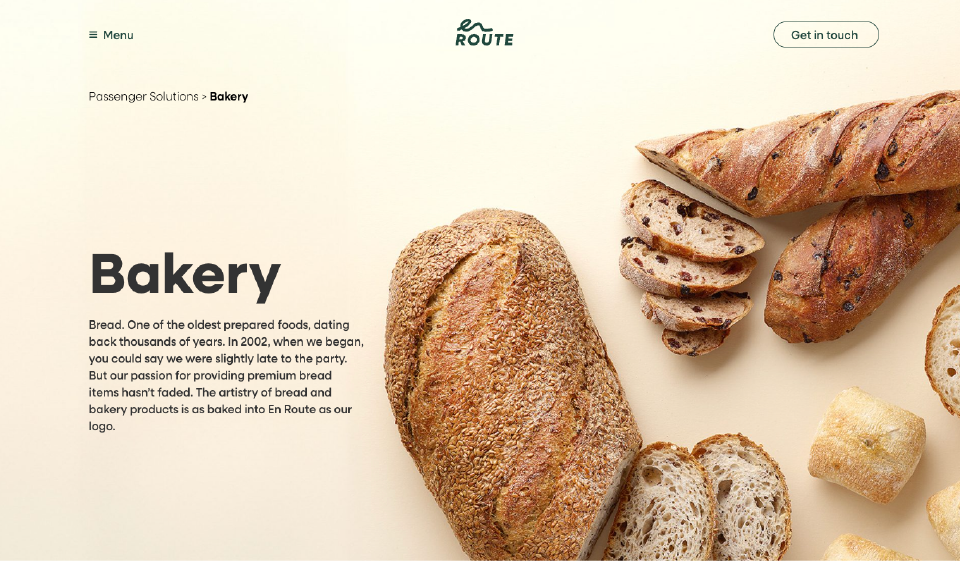 Menu
en
ROUTE
Get in touch
Passenger Solutions > Bakery
Bakery
Bread. One of the oldest prepared foods, dating
back thousands of years. In 2002, when we began,
you could say we were slightly late to the party.
But our passion for providing premium bread
items hasn't faded. The artistry of bread and
bakery products is as baked into En Route as our
logo.